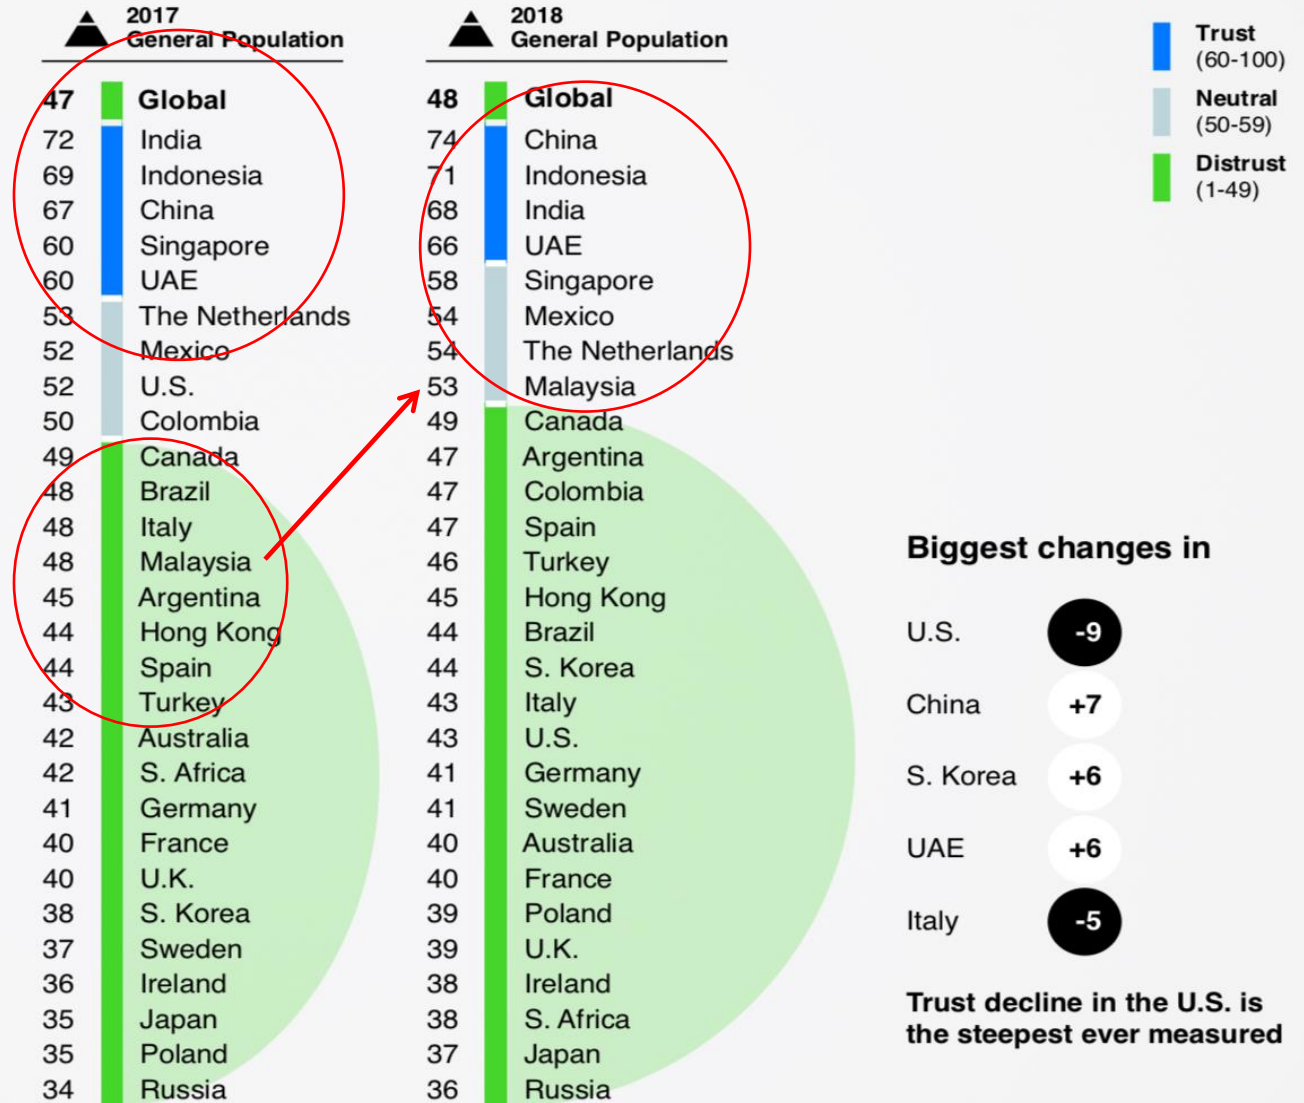 2017
General Population
47 Global
72 India
69 Indonesia
67 China
60 Singapore
60 UAE
53 The Netherlands
52 Mexico
52 U.S.
50 Colombia
49 Canada
48 Brazil
48 Italy
48 Malaysia
45 Argentina
44 Hong Kong
44 Spain
43 Turkey
42 Australia
42 S. Africa
41 Germany
40 France
40 U.K.
38 S. Korea
37 Sweden
36 Ireland
35 Japan
35 Poland
34 Russia
2018
General Population
48 Global
74 China
71 Indonesia
68 India
66 UAE
58 Singapore
54 Mexico
54 The Netherlands
53 Malaysia
49 Canada
47 Argentina
47 Colombia
47 Spain
46 Turkey
45 Hong Kong
44 Brazil
44 S. Korea
43 Italy
43 U.S.
41 Germany
41 Sweden
40 Australia
40 France
39 Poland
39 U.K.
38 Ireland
38 S. Africa
37 Japan
36 Russia
Trust
(60-100)
Neutral
(50-59)
Distrust
(1-49)
Biggest changes in
U.S. -9
China +7
S. Korea +6
UAE +6
Italy -5
Trust decline in the U.S. is
the steepest ever measured